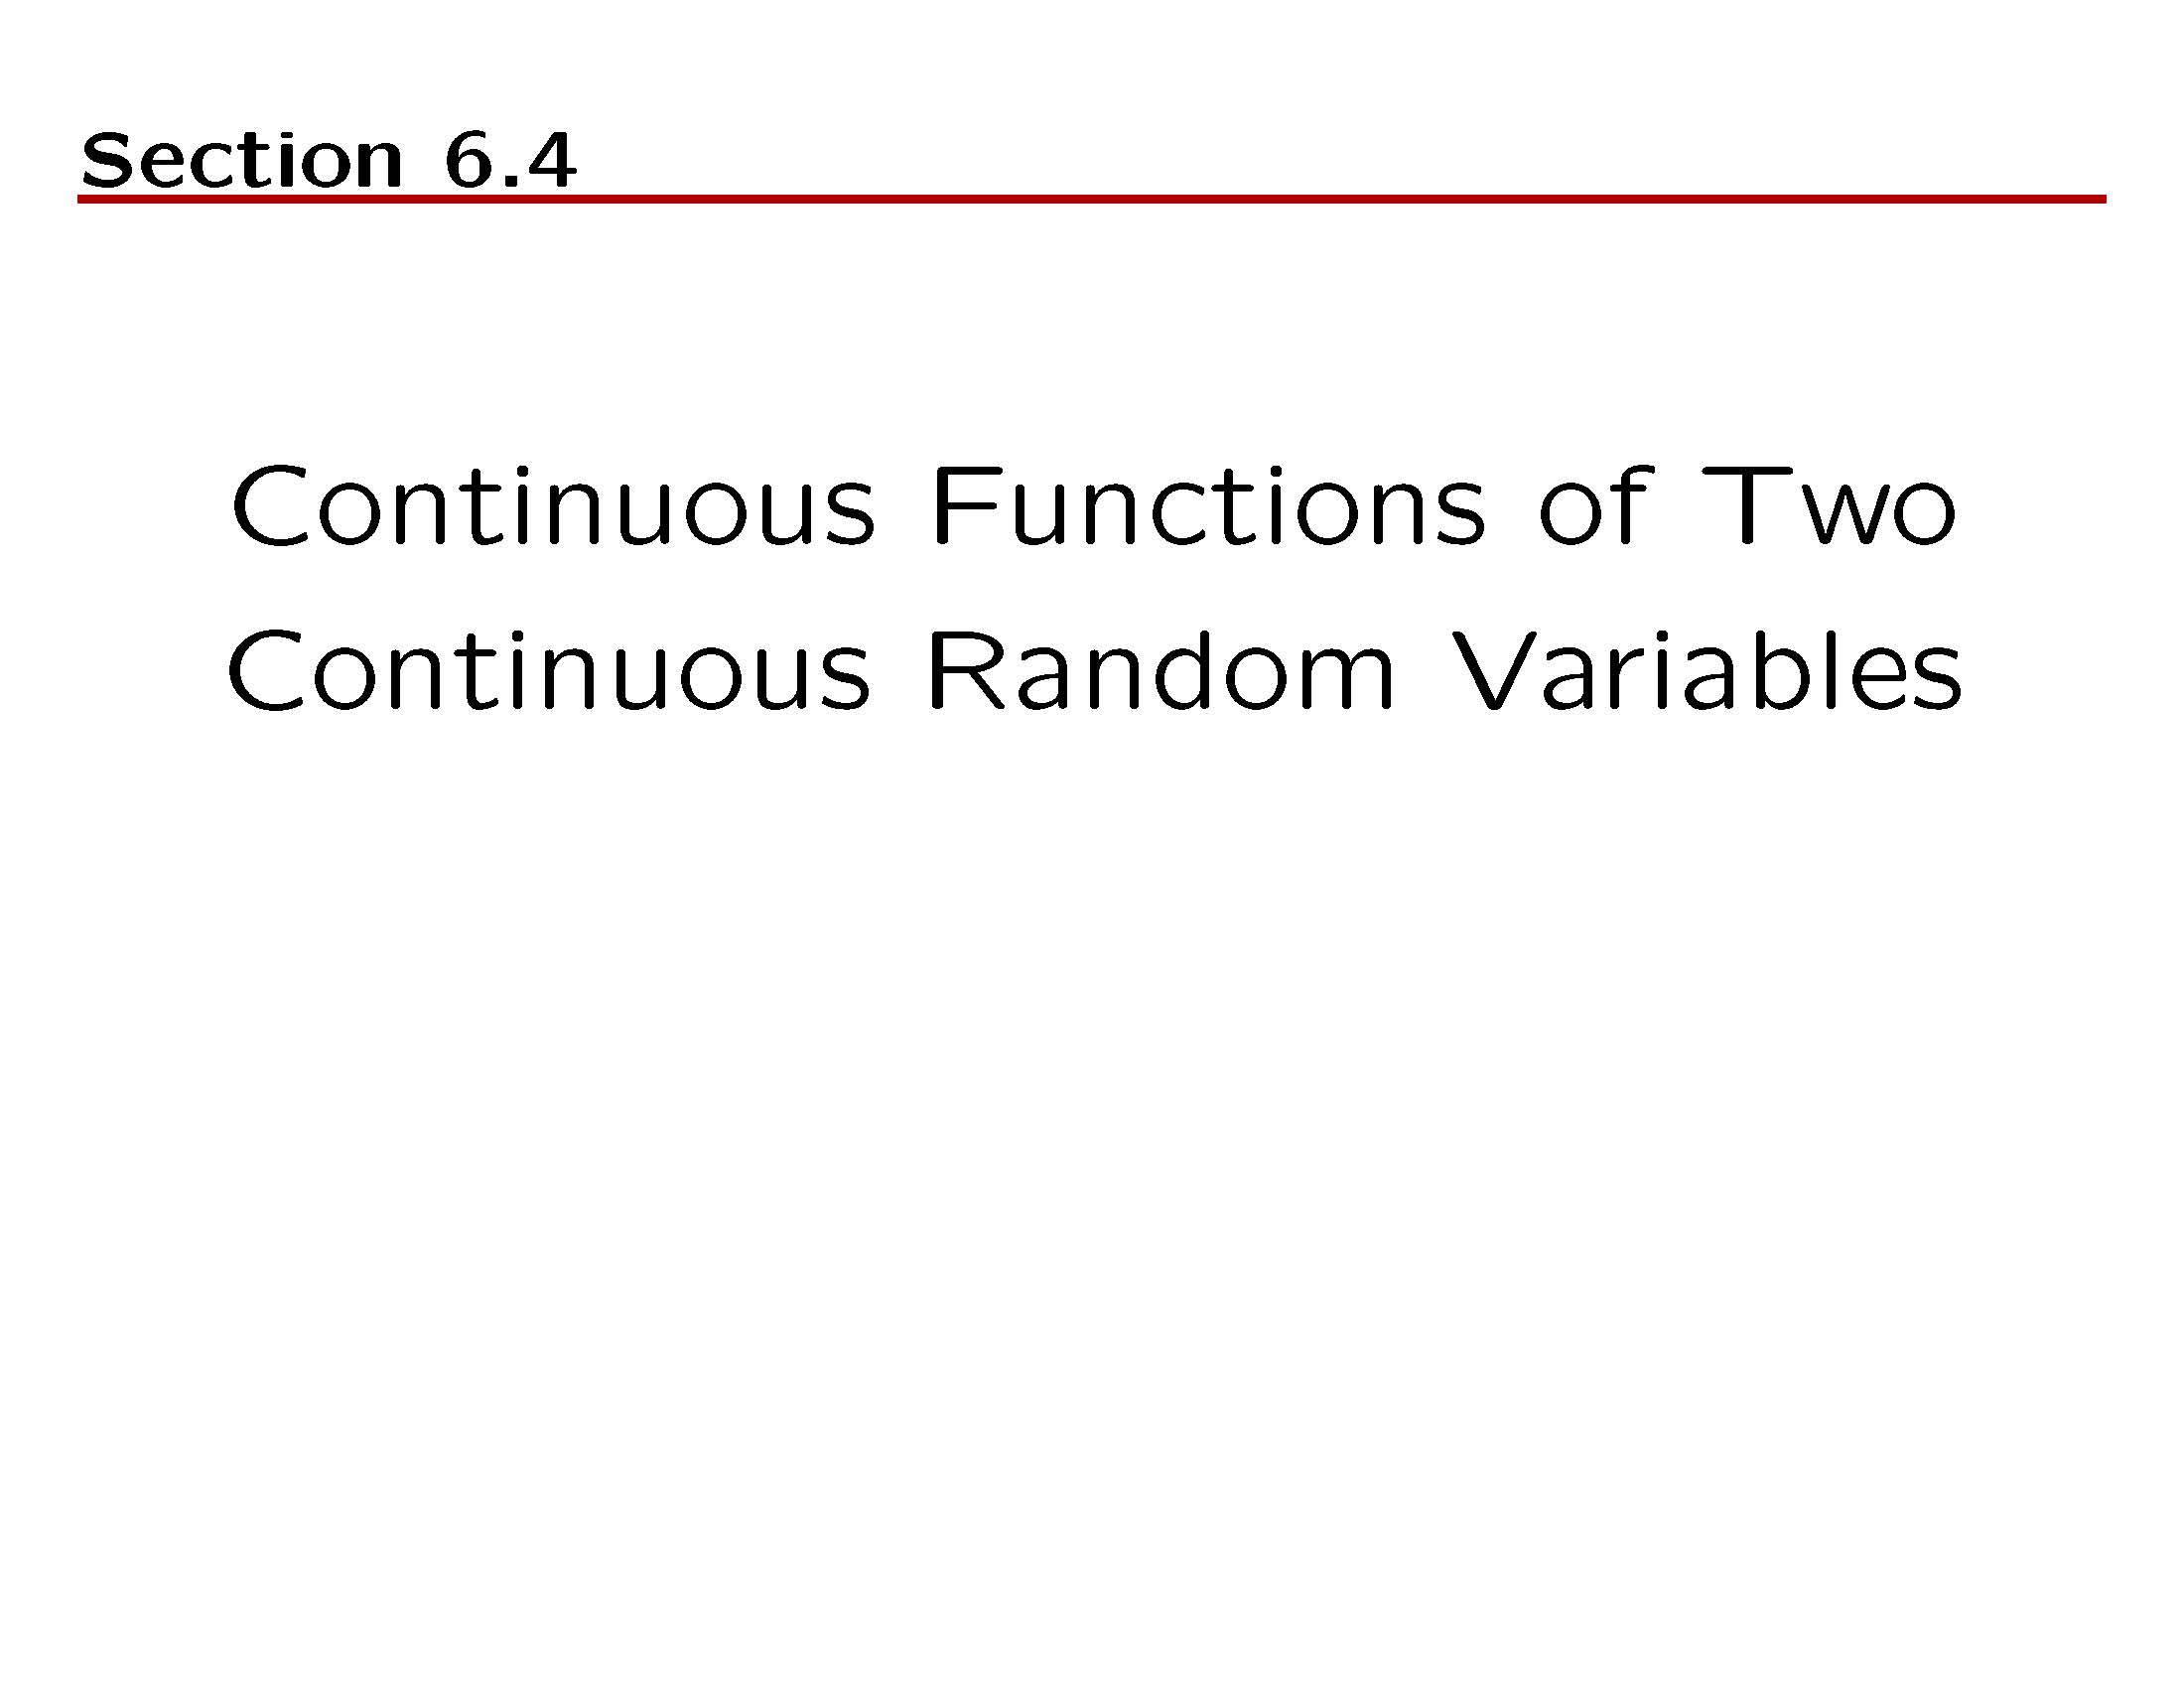 Section 6.4
Continuous Functions of Two
Continuous Random Variables